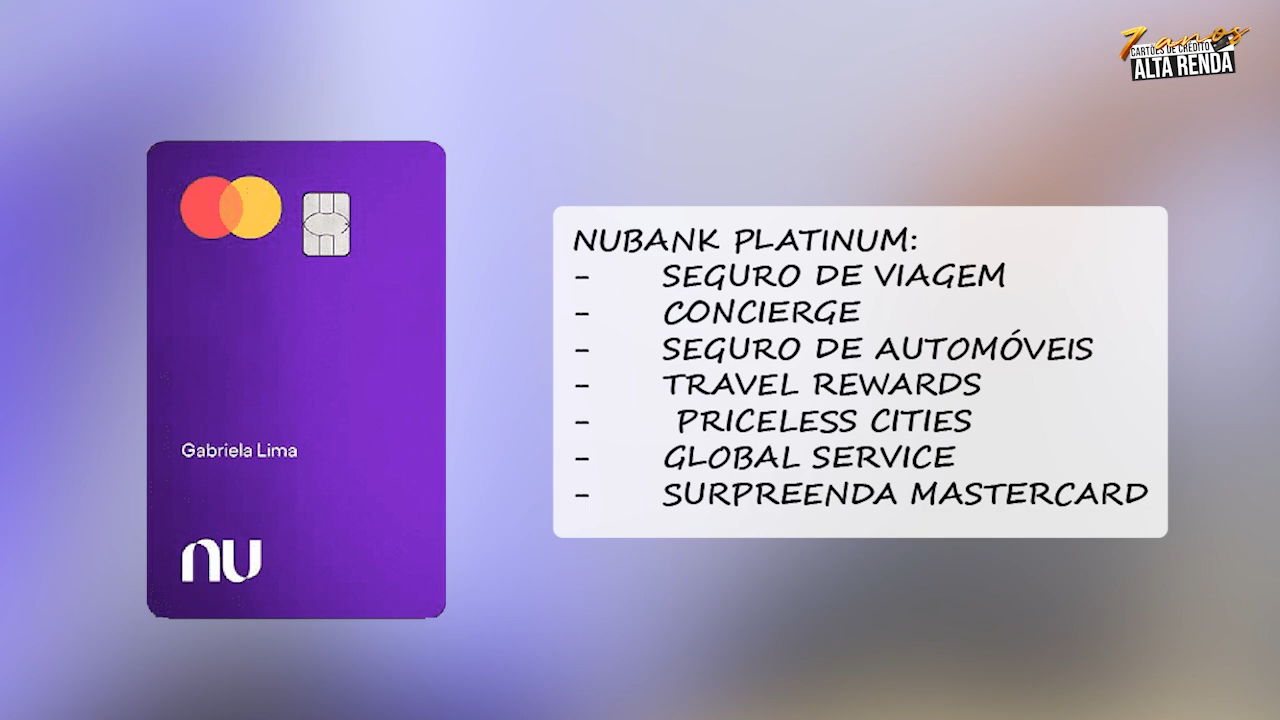 7 anos
CARTÕES DE CRÉDITO
ALTA RENDA
NUBANK PLATINUM:
- SEGURO DE VIAGEM
- CONCIERGE
- SEGURO DE AUTOMÓVEIS
- TRAVEL REWARDS
- PRICELESS CITIES
- GLOBAL SERVICE
- SURPREENDA MASTERCARD
Gabriela Lima
nu